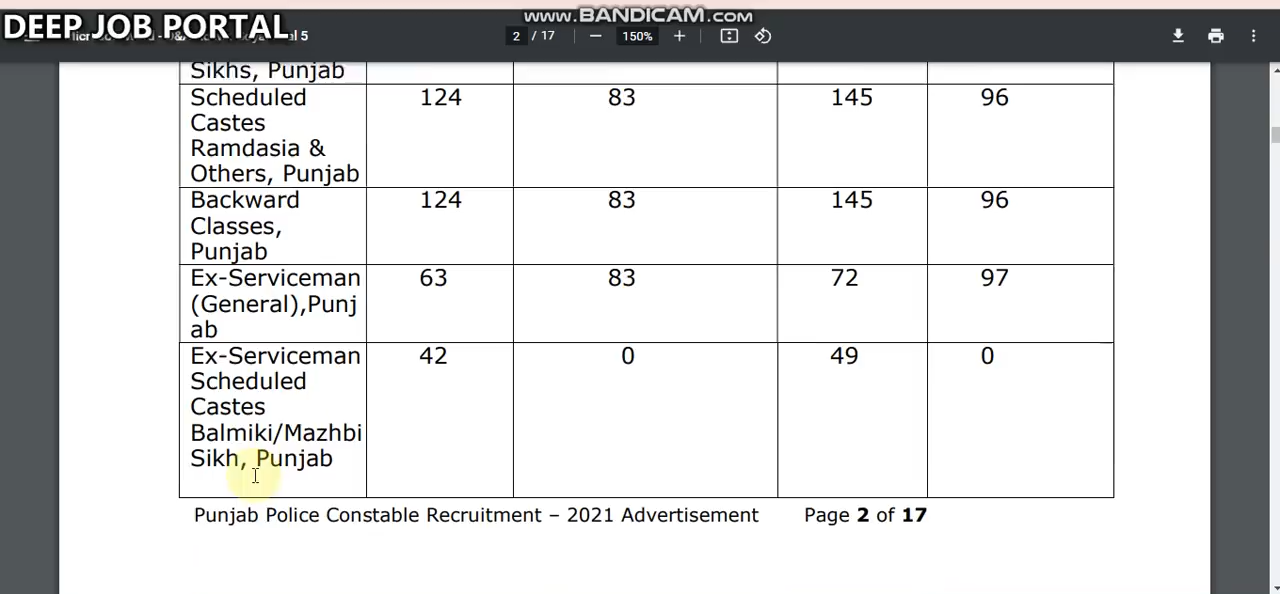 www.BANDICAM.com
DEEP JOB PORTAL
al 5
2 / 17
150%
Sikhs, Punjab
Scheduled Castes Ramdasia & Others, Punjab
124 83 145 96
Backward Classes, Punjab
124 83 145 96
Ex-Serviceman (General),Punjab
63 83 72 97
Ex-Serviceman Scheduled Castes Balmiki/Mazhbi Sikh, Punjab
42 0 49 0
Punjab Police Constable Recruitment – 2021 Advertisement Page 2 of 17